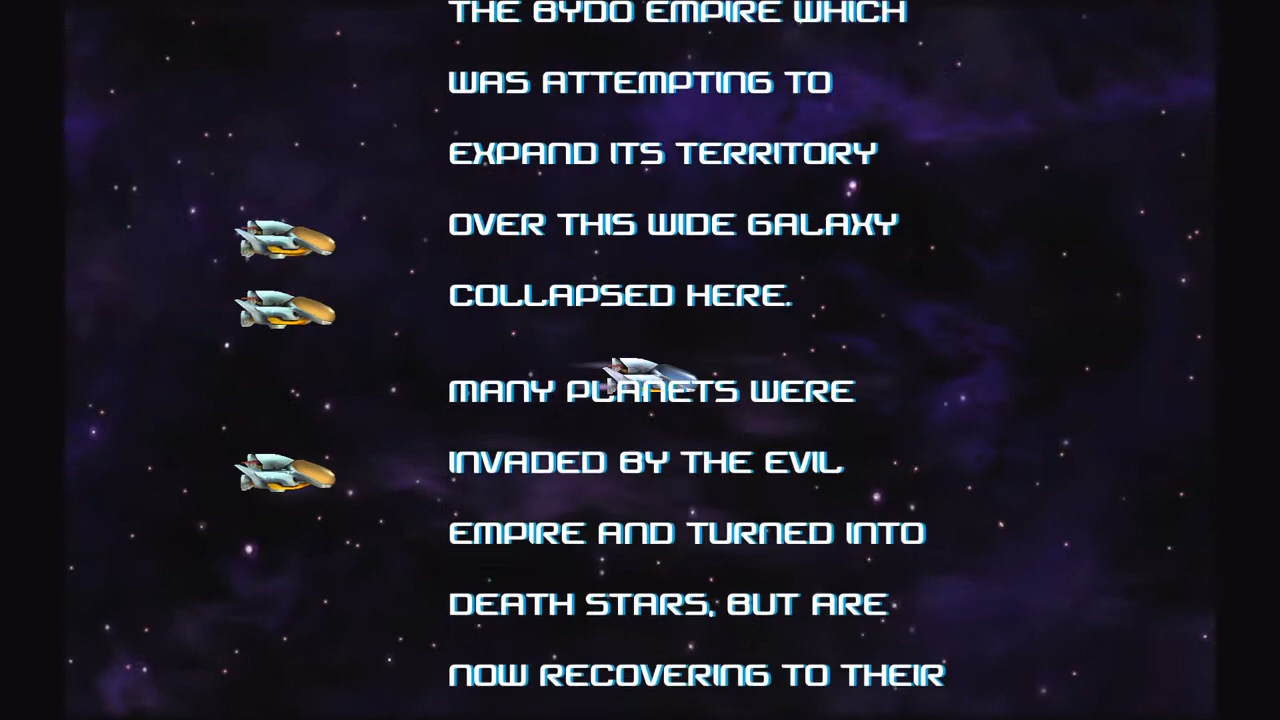 THE BYDO EMPIRE WHICH
WAS ATTEMPTING TO
EXPAND ITS TERRITORY
OVER THIS WIDE GALAXY
COLLAPSED HERE.
MANY PLANETS WERE
INVADED BY THE EVIL
EMPIRE AND TURNED INTO
DEATH STARS, BUT ARE
NOW RECOVERING TO THEIR